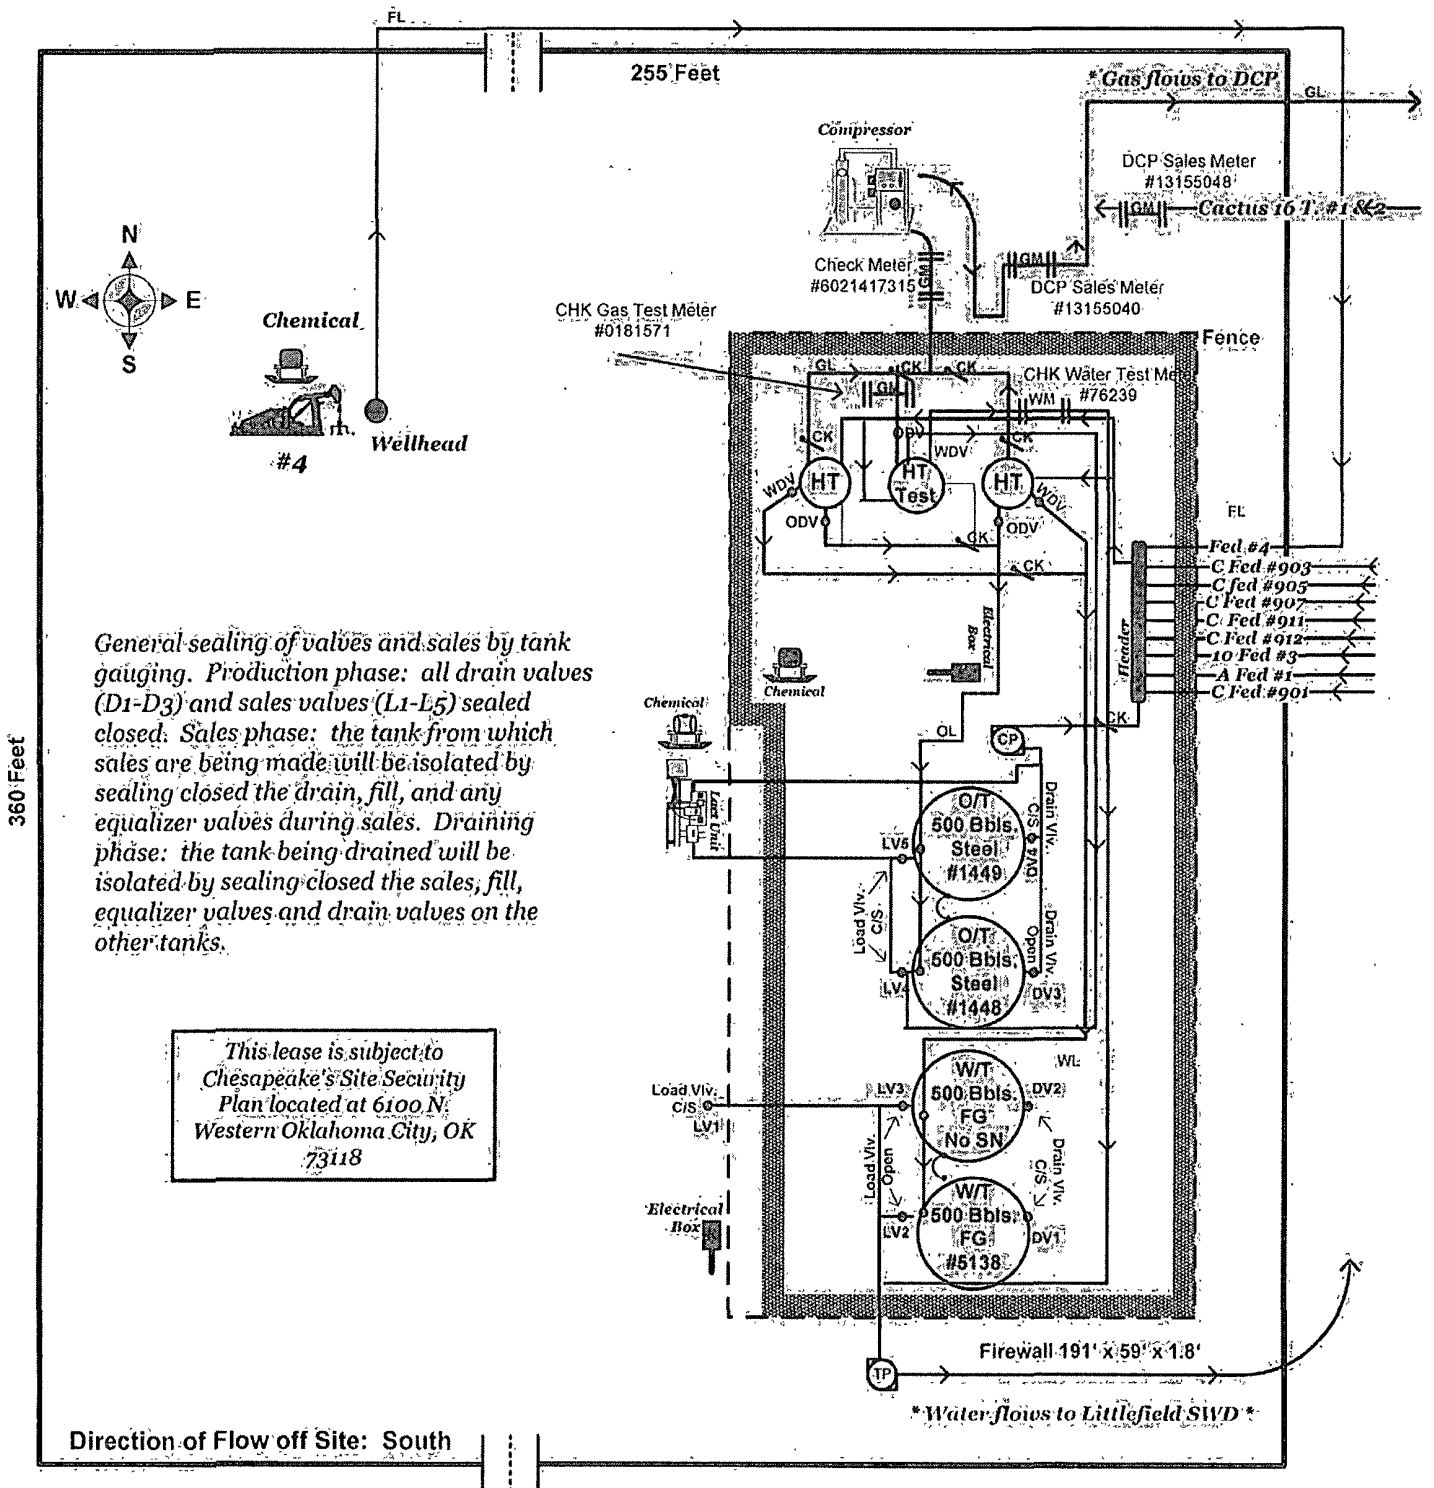 FL
255 Feet
* Gas flows to DCP
GL
Compressor
DCP Sales Meter
#13155048
GM
Cactus 16 T. #1 & 2
N
W E
S
Check Meter
#6021417315
GM
GM
DCP Sales Meter
#13155040
CHK Gas Test Meter
#0181571
Chemical
Fence
GL
CK
CK
CHK Water Test Meter
#76239
GM
WM
Wellhead
#4
CK
ODV
WDV
CK
HT
HT
Test
HT
WDV
WDV
ODV
ODV
CK
CK
FL
Fed #4
C Fed #903
C fed #905
C Fed #907
C Fed #911
C Fed #912
10 Fed #3
A Fed #1
C Fed #901
Header
Electrical
Box
Chemical
General sealing of valves and sales by tank
gauging. Production phase: all drain valves
(D1-D3) and sales valves (L1-L5) sealed
closed. Sales phase: the tank from which
sales are being made will be isolated by
sealing closed the drain, fill, and any
equalizer valves during sales. Draining
phase: the tank being drained will be
isolated by sealing closed the sales, fill,
equalizer valves and drain valves on the
other tanks.
360 Feet
Chemical
Lact Unit
OL
CP
CK
O/T
500 Bbls.
Steel
#1449
LV5
Drain Vlv.
C/S
DV4
Load Vlv.
C/S
O/T
500 Bbls.
Steel
#1448
LV4
Drain Vlv.
Open
DV3
This lease is subject to
Chesapeake's Site Security
Plan located at 6100 N.
Western Oklahoma City, OK
73118
WL
Load Vlv.
C/S
LV1
LV3
W/T
500 Bbls.
FG
No SN
DV2
Load Vlv.
Open
Drain Vlv.
C/S
Electrical
Box
LV2
W/T
500 Bbls.
FG
#5138
DV1
Firewall 191' x 59' x 1.8'
TP
* Water flows to Littlefield SWD *
Direction of Flow off Site: South